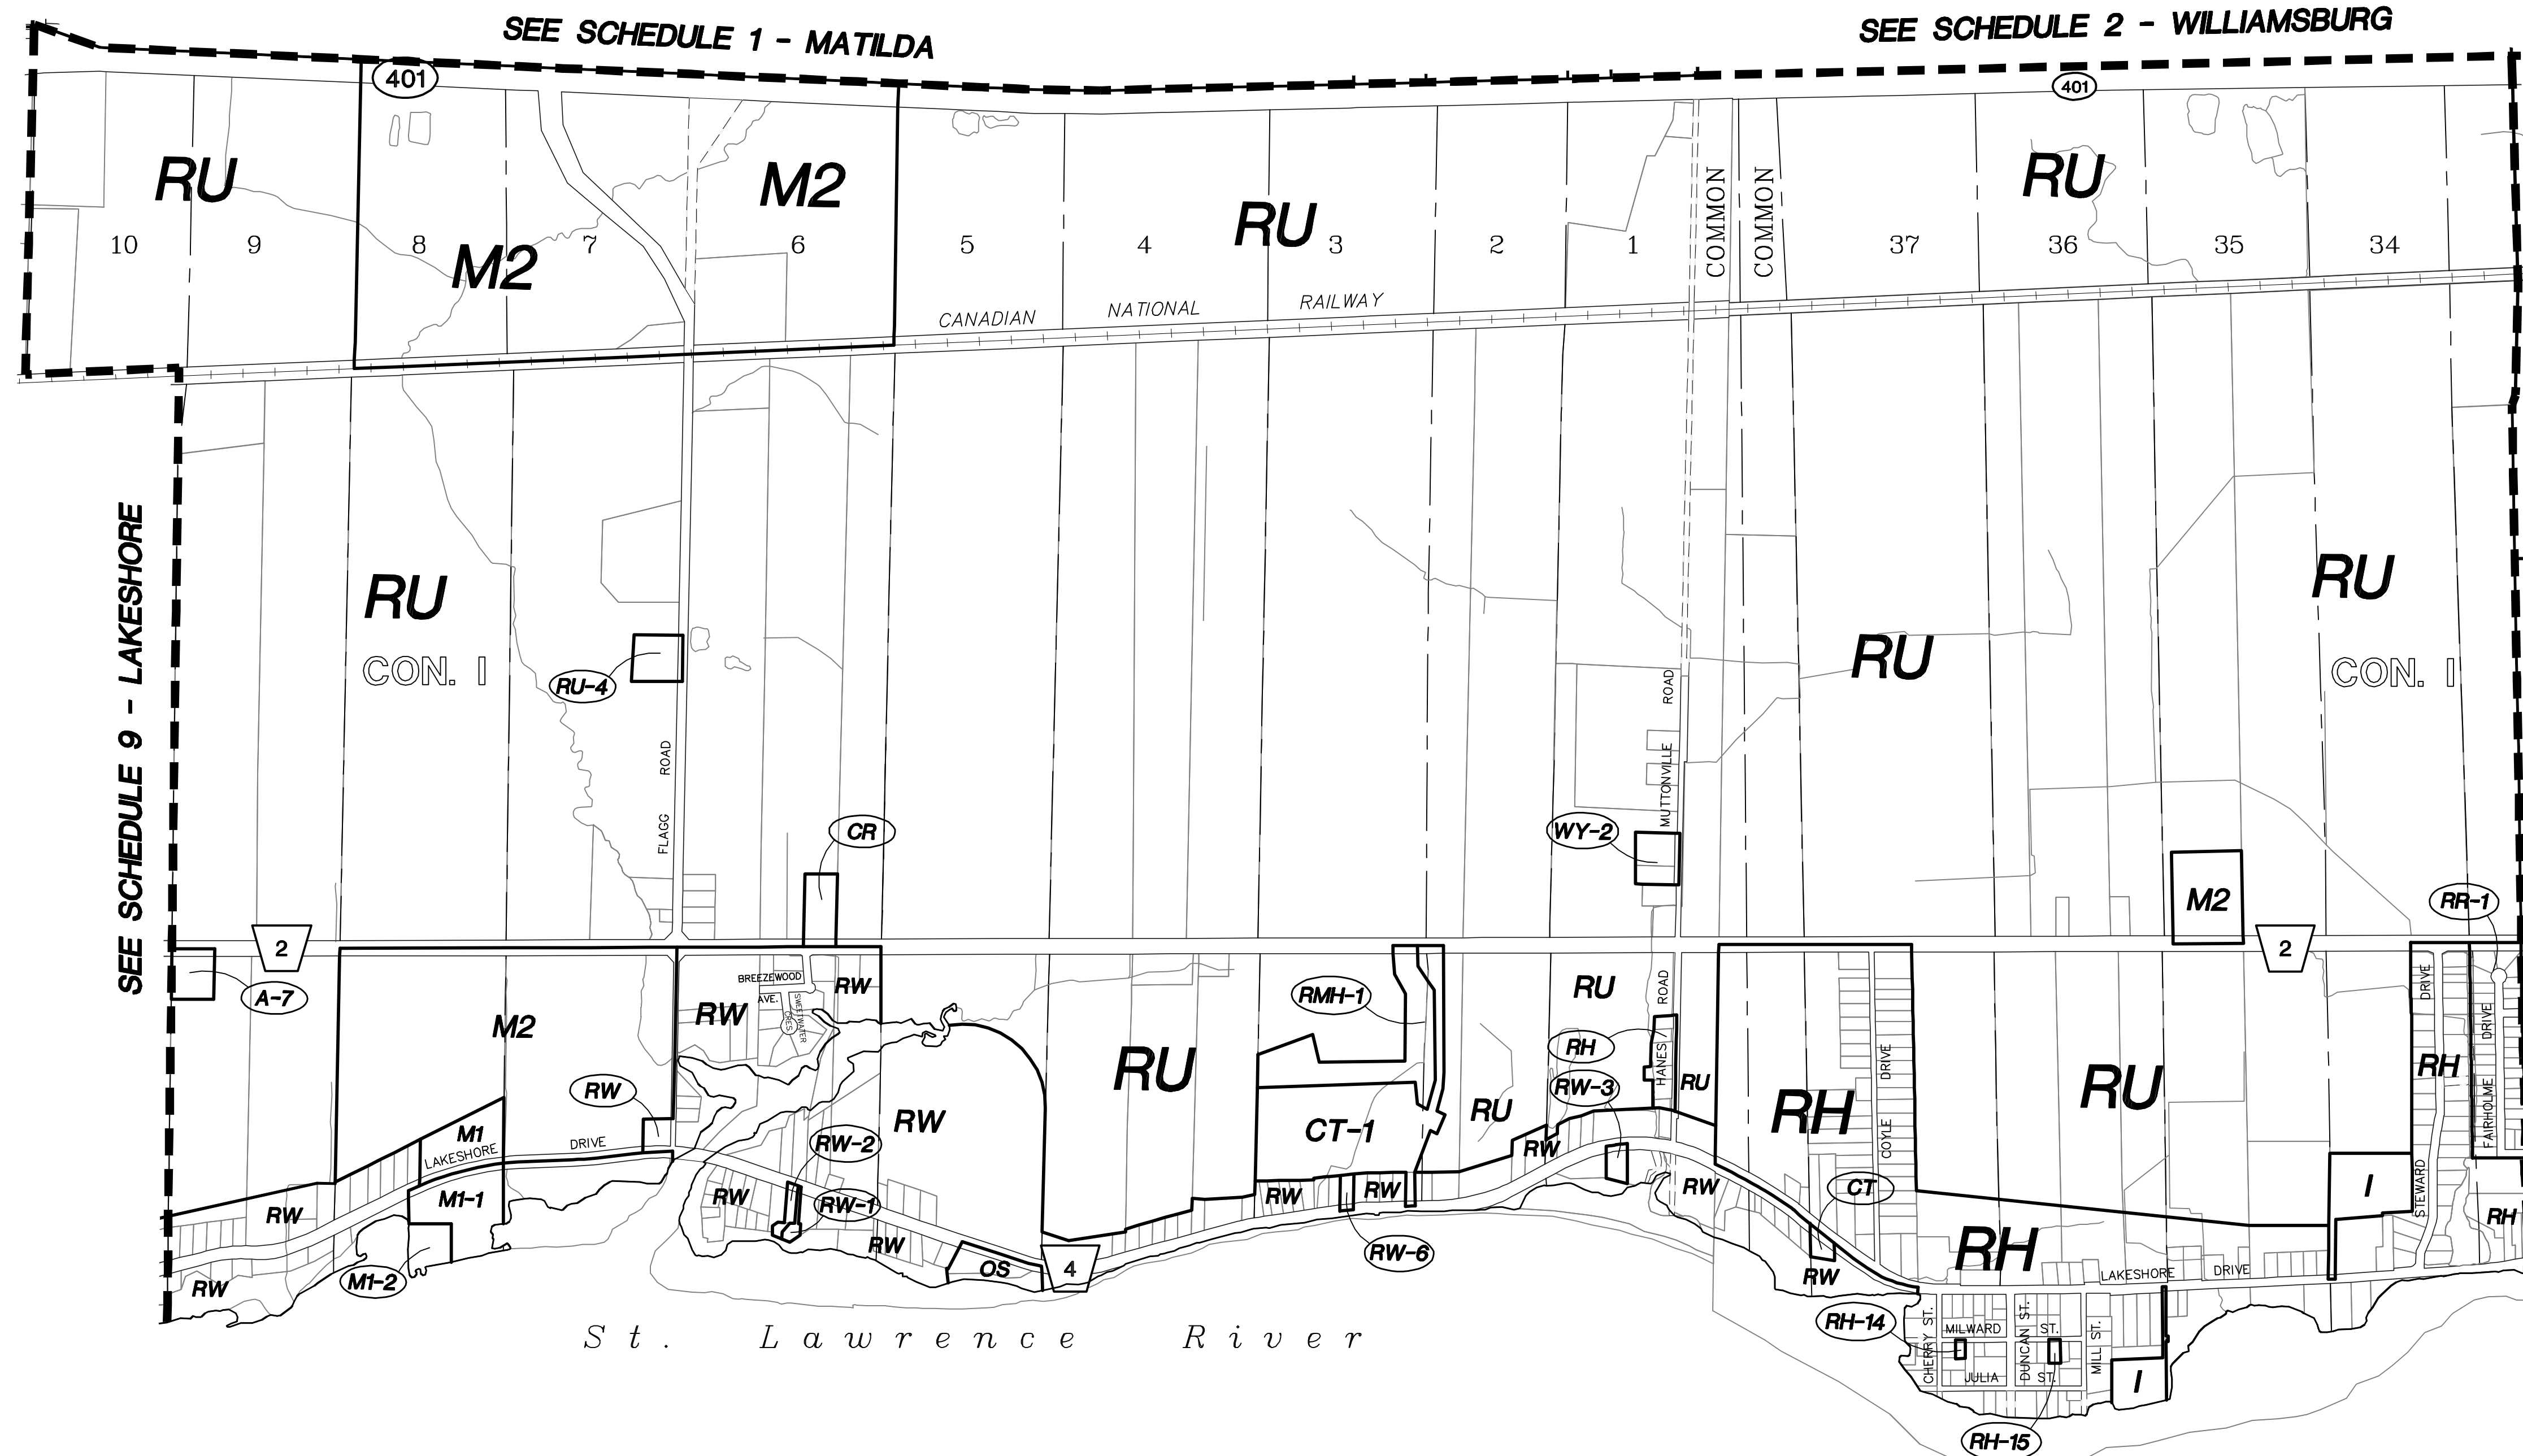 SEE SCHEDULE 1 - MATILDA
SEE SCHEDULE 2 - WILLIAMSBURG
401
401
RU
M2
RU
RU
M2
10
9
8
7
6
5
4
3
2
1
COMMON
COMMON
37
36
35
34
CANADIAN NATIONAL RAILWAY
SEE SCHEDULE 9 - LAKESHORE
RU
CON. I
RU-4
RU
RU
CON. I
FLAGG ROAD
MUTTONVILLE ROAD
CR
WY-2
M2
RR-1
2
2
A-7
M2
RW
BREEZEWOOD
AVE.
SWEETWATER
CRES.
RW
RMH-1
RU
ROAD
HANES
RH
RW-3
RU
RU
RW
RW
RU
CT-1
RU
RH
COYLE DRIVE
RU
RH
STEWARD DRIVE
FAIRHOLME DRIVE
M1
LAKESHORE DRIVE
M1-1
M1-2
RW
RW
RW-2
RW-1
RW
RW
OS
4
RW
RW
RW-6
RW
RW
CT
RW
RH
I
RH
LAKESHORE DRIVE
St. Lawrence River
RH-14
CHERRY ST.
MILWARD ST.
DUNCAN ST.
MILL ST.
JULIA ST.
I
RH-15